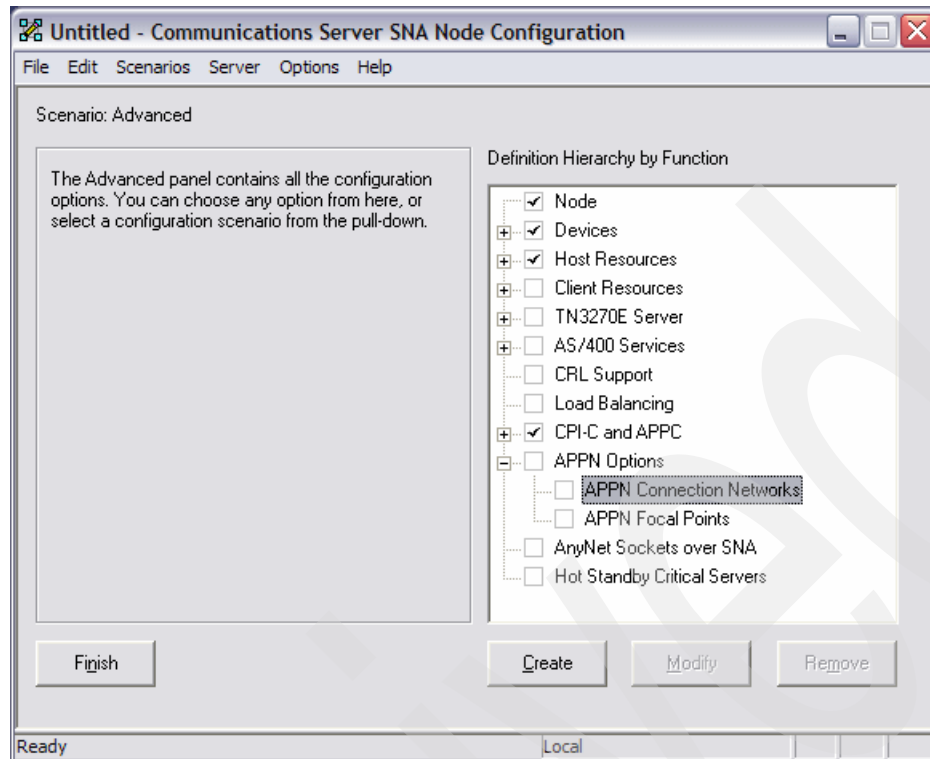 Untitled - Communications Server SNA Node Configuration
File Edit Scenarios Server Options Help
Scenario: Advanced
The Advanced panel contains all the configuration
options. You can choose any option from here, or
select a configuration scenario from the pull-down.
Definition Hierarchy by Function
Node
Devices
Host Resources
Client Resources
TN3270E Server
AS/400 Services
CRL Support
Load Balancing
CPI-C and APPC
APPN Options
APPN Connection Networks
APPN Focal Points
AnyNet Sockets over SNA
Hot Standby Critical Servers
Finish
Create
Modify
Remove
Ready
Local